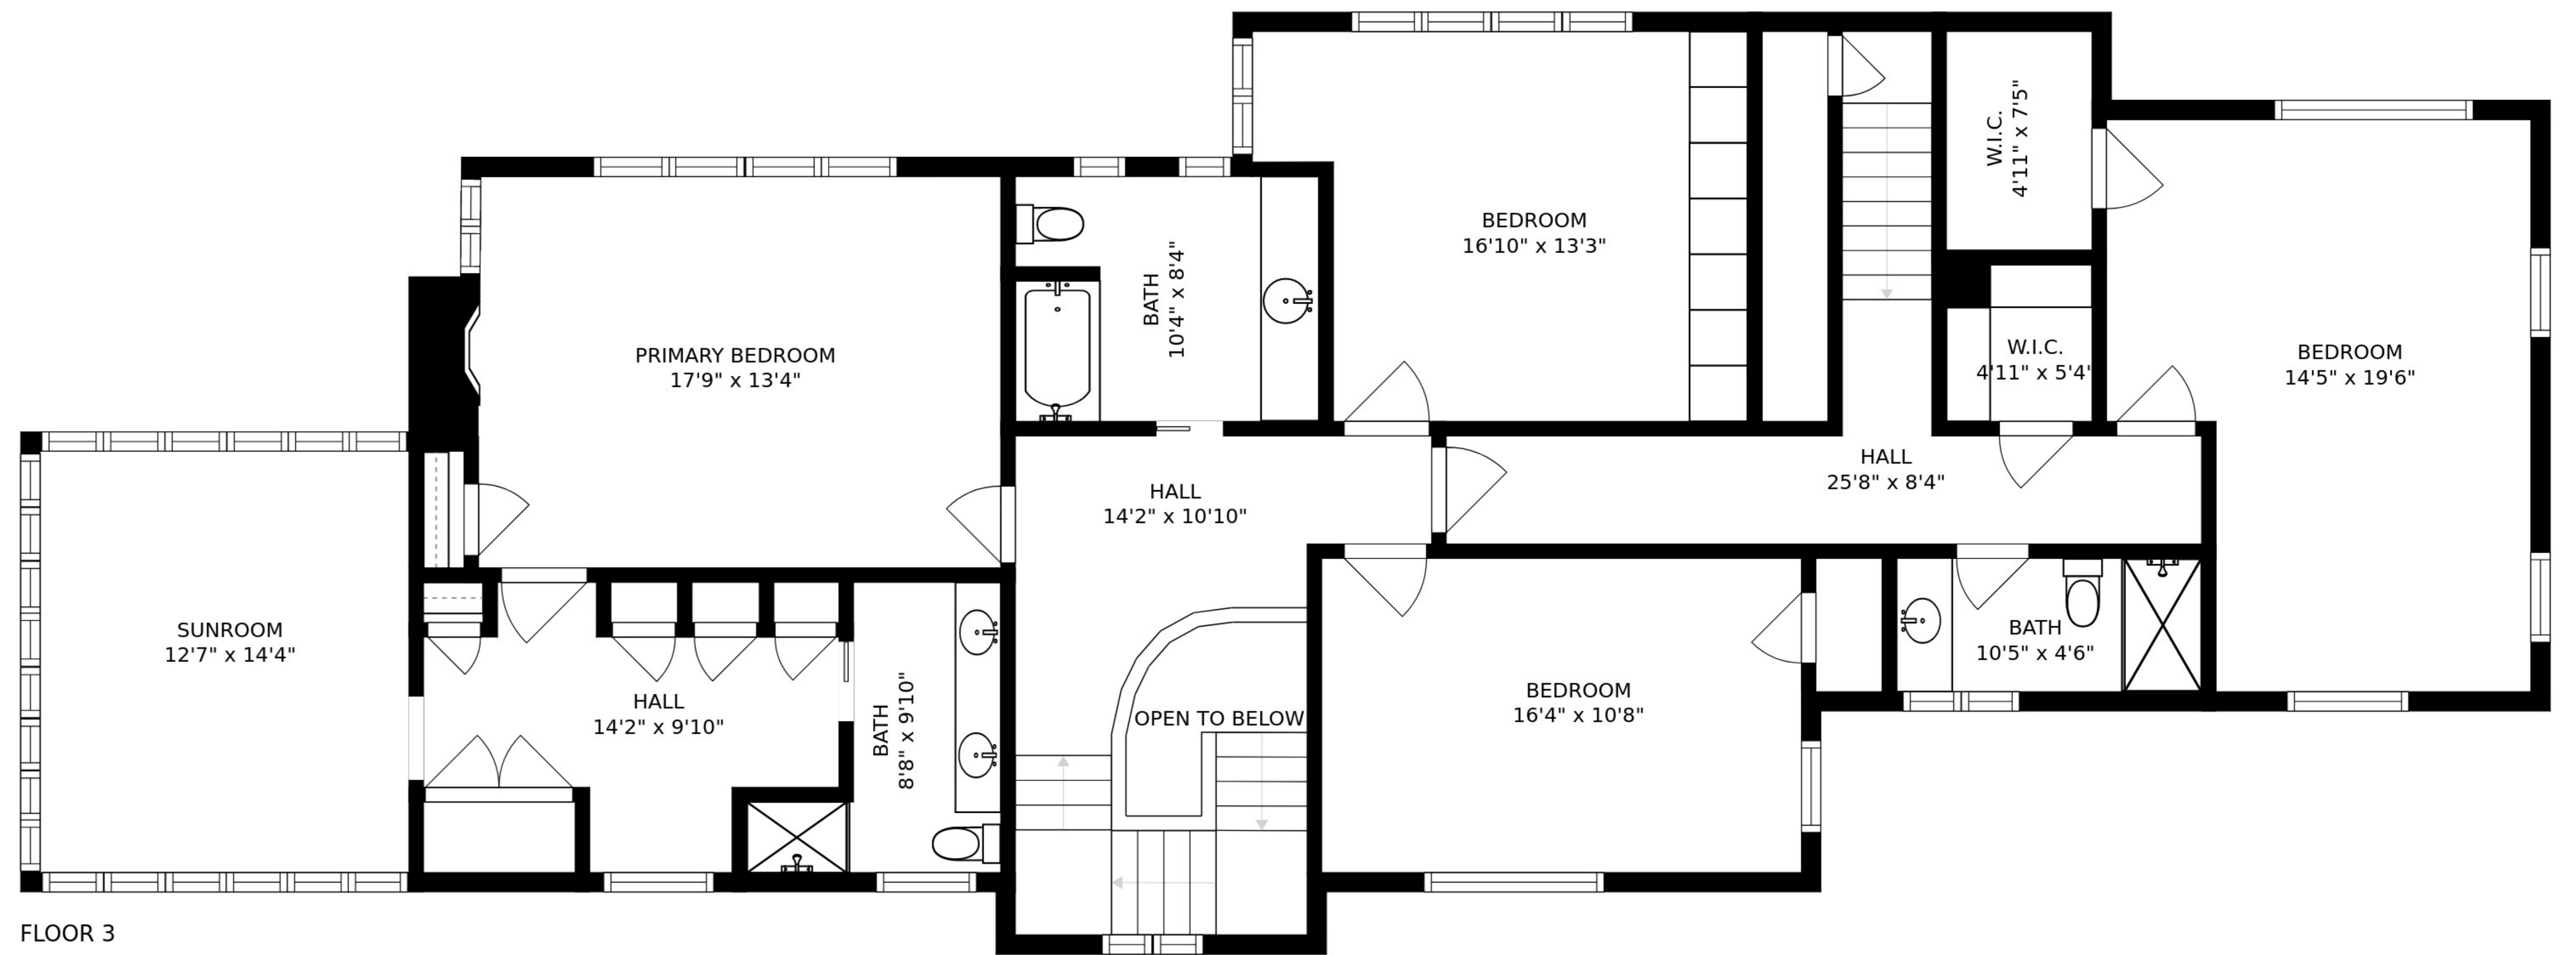 W.I.C.
4'11" x 7'5"
BEDROOM
16'10" x 13'3"
BATH
10'4" x 8'4"
PRIMARY BEDROOM
17'9" x 13'4"
W.I.C.
4'11" x 5'4'
BEDROOM
14'5" x 19'6"
HALL
25'8" x 8'4"
HALL
14'2" x 10'10"
SUNROOM
12'7" x 14'4"
HALL
14'2" x 9'10"
BATH
8'8" x 9'10"
OPEN TO BELOW
BEDROOM
16'4" x 10'8"
BATH
10'5" x 4'6"
FLOOR 3